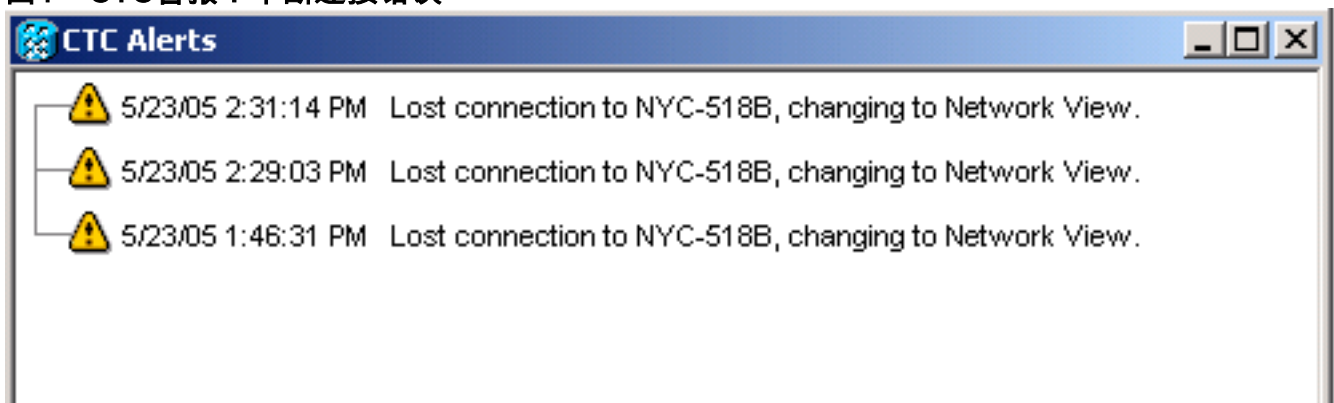 CTC Alerts
5/23/05 2:31:14 PM Lost connection to NYC-518B, changing to Network View.
5/23/05 2:29:03 PM Lost connection to NYC-518B, changing to Network View.
5/23/05 1:46:31 PM Lost connection to NYC-518B, changing to Network View.